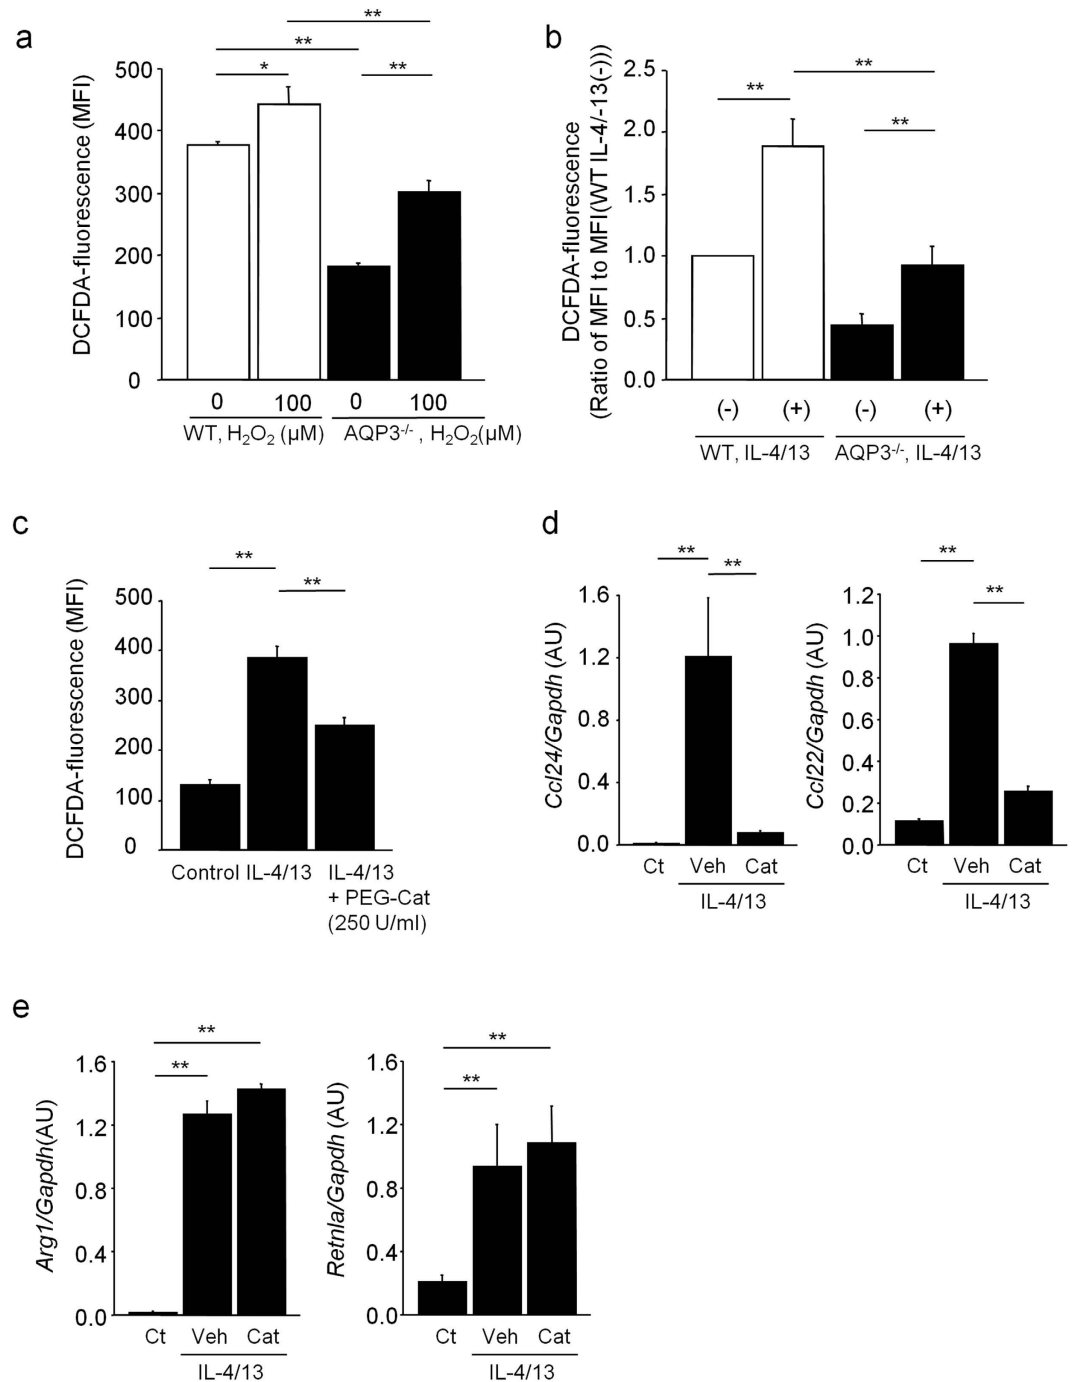 a
DCFDA-fluorescence (MFI)
500
400
300
200
100
0
**
**
*
**
0
100
0
100
WT, H₂O₂ (µM)
AQP3⁻/⁻ , H₂O₂(µM)
b
DCFDA-fluorescence
(Ratio of MFI to MFI(WT IL-4/-13(-)))
2.5
2.0
1.5
1.0
0.5
0.0
**
**
**
(-)
(+)
(-)
(+)
WT, IL-4/13
AQP3⁻/⁻, IL-4/13
c
DCFDA-fluorescence (MFI)
500
400
300
200
100
0
**
**
Control
IL-4/13
IL-4/13
+ PEG-Cat
(250 U/ml)
d
Ccl24/Gapdh (AU)
1.6
1.2
0.8
0.4
0.0
**
**
Ct
Veh
Cat
IL-4/13
Ccl22/Gapdh (AU)
1.2
1.0
0.8
0.6
0.4
0.2
0.0
**
**
Ct
Veh
Cat
IL-4/13
e
Arg1/Gapdh(AU)
1.6
1.2
0.8
0.4
0.0
**
**
Ct
Veh
Cat
IL-4/13
Retnla/Gapdh (AU)
1.6
1.2
0.8
0.4
0.0
**
**
Ct
Veh
Cat
IL-4/13